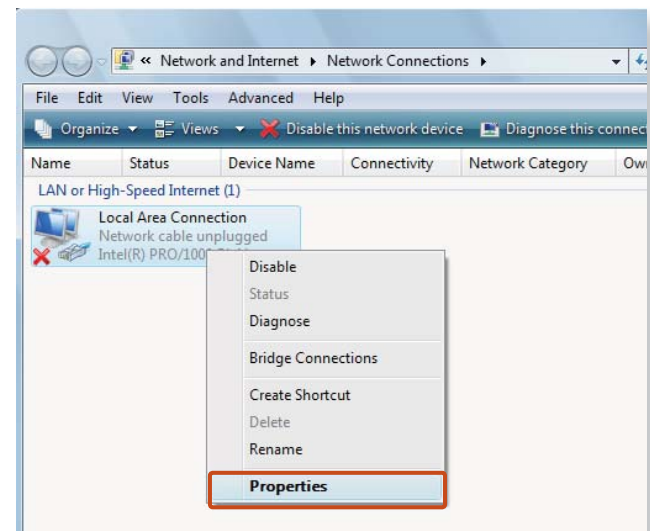 « Network and Internet ▸ Network Connections ▸
File Edit View Tools Advanced Help
Organize Views Disable this network device Diagnose this connec
Name Status Device Name Connectivity Network Category Ow
LAN or High-Speed Internet (1)
Local Area Connection
Network cable unplugged
Intel(R) PRO/100
Disable
Status
Diagnose
Bridge Connections
Create Shortcut
Delete
Rename
Properties